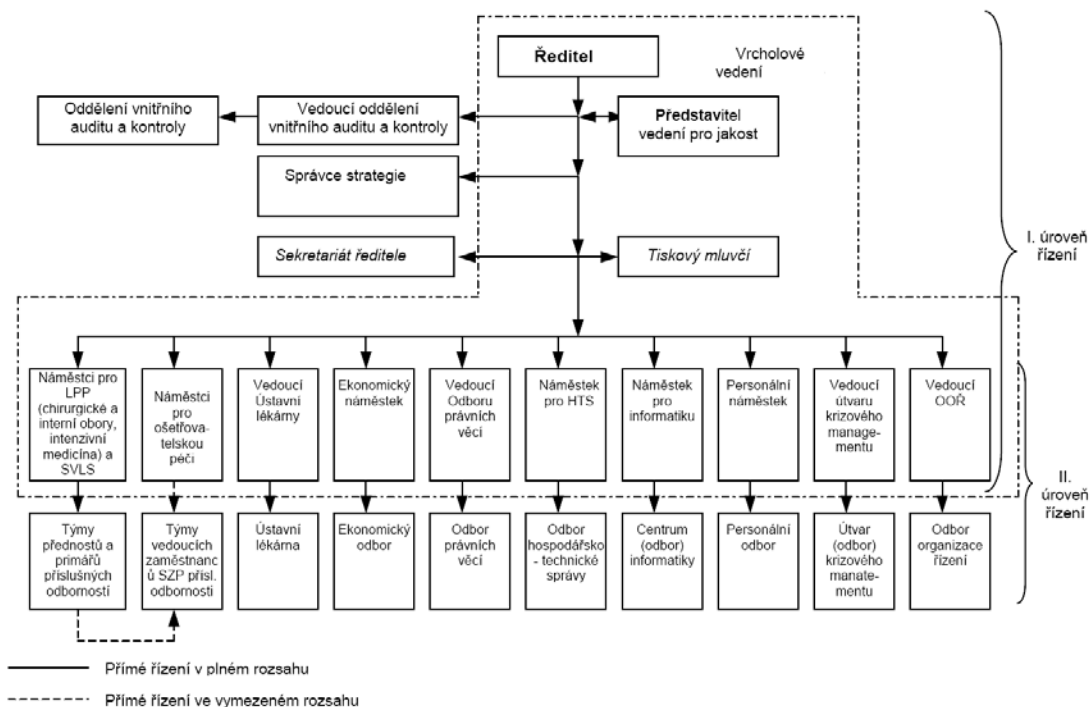 Ředitel
Vrcholové
vedení
Oddělení vnitřního
auditu a kontroly
Vedoucí oddělení
vnitřního auditu a kontroly
Představitel
vedení pro jakost
Správce strategie
Sekretariát ředitele
Tiskový mluvčí
I. úroveň
řízení
Náměstci pro
LPP
(chirurgické a
interní obory,
intenzivní
medicína) a
SVLS
Náměstci
pro
ošetřova-
telskou
péči
Vedoucí
Ústavní
lékárny
Ekonomický
náměstek
Vedoucí
Odboru
právních
věcí
Náměstek
pro HTS
Náměstek
pro
informatiku
Personální
náměstek
Vedoucí
útvaru
krizového
manage-
mentu
Vedoucí
OOŘ
II.
úroveň
řízení
Týmy
přednostů a
primářů
příslušných
odborností
Týmy
vedoucích
zaměstnanc
ů SZP přísl.
odbornosti
Ústavní
lékárna
Ekonomický
odbor
Odbor
právních
věcí
Odbor
hospodářsko
- technické
správy
Centrum
(odbor)
informatiky
Personální
odbor
Útvar
(odbor)
krizového
manate-
mentu
Odbor
organizace
řízení
Přímé řízení v plném rozsahu
Přímé řízení ve vymezeném rozsahu